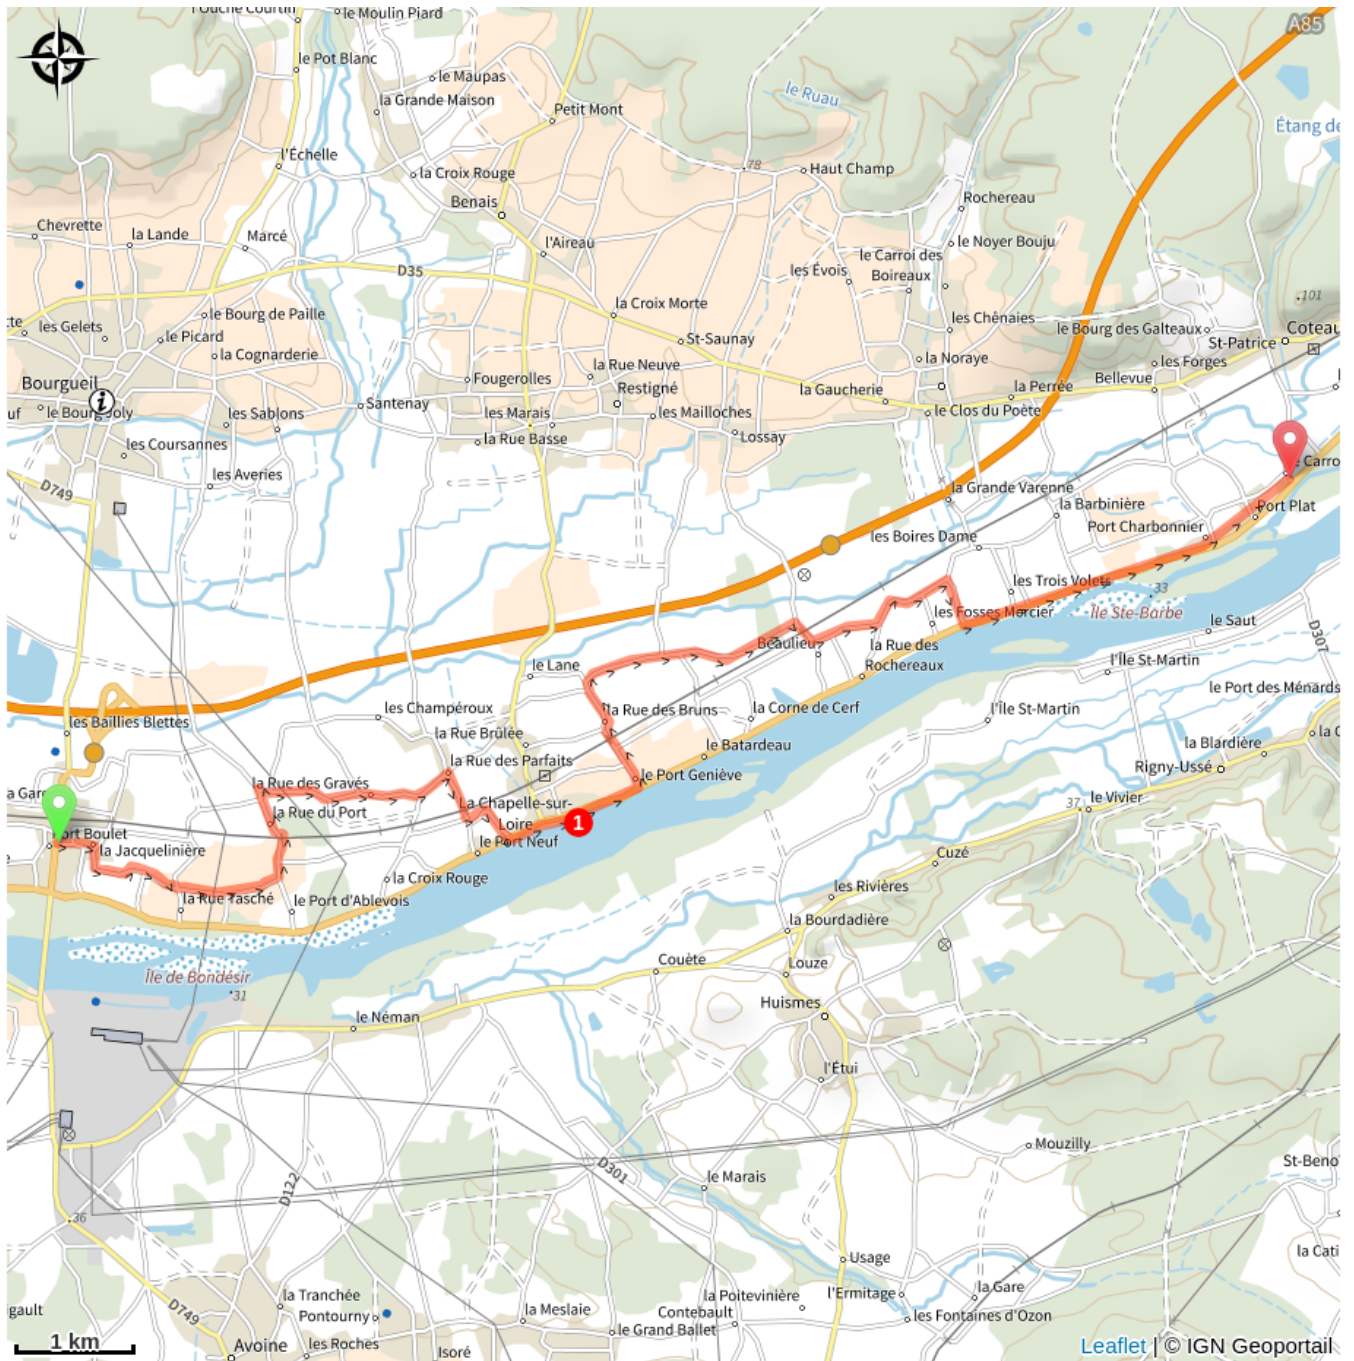 l'Ouche Courtin
le Moulin Piard
A85
le Pot Blanc
le Maupas
le Ruau
la Grande Maison
Petit Mont
Étang de
l'Échelle
78
Haut Champ
la Croix Rouge
Rochereau
Benais
Chevrette
la Lande
Marcé
l'Aireau
le Noyer Bouju
le Carroi des
Boireaux
les Évois
D35
101
la Croix Morte
le Bourg de Paille
les Chênaies
le Bourg des Galteaux
Coteau
les Gelets
le Picard
St-Saunay
St-Patrice
la Cognarderie
la Noraye
les Forges
la Rue Neuve
Bourgueil
Fougerolles
Restigné
la Gaucherie
la Perrée
Bellevue
uf
le Bourg Joly
i
les Sablons
Santenay
les Marais
les Mailloches
le Clos du Poète
les Coursannes
la Rue Basse
Lossay
les Averies
Carro
D749
la Grande Varenne
la Barbinière
Port Plat
Port Charbonnier
les Boires Dame
les Trois Volets
33
les Fosses Morcier
Île Ste-Barbe
le Saut
D307
Beaulieu
la Rue des
Rochereaux
le Lane
l'Île St-Martin
le Port des Ménards
les Champéroux
la Rue des Bruns
la Corne de Cerf
l'Île St-Martin
les Baillies Blettes
la Rue Brûlée
le Batardeau
la Blardière
la Rue des Parfaits
Rigny-Ussé
la Rue des Gravés
le Port Geniève
a Gare
la Chapelle-sur-
Loire
37
le Vivier
la Rue du Port
1
Port Boulet
la Jacquelinière
le Port Neuf
Cuzé
la Croix Rouge
les Rivières
la Rue Tasché
le Port d'Ablevois
la Bourdadière
Île de Bondésir
31
Couète
Louze
Huismes
le Néman
l'Étui
Mouzilly
D301
St-Beno
D122
le Marais
36
Usage
la Cati
la Gare
la Tranchée
la Poitevinière
l'Ermitage
gault
D749
Pontourny
la Meslaie
Contebault
les Fontaines d'Ozon
le Grand Ballet
1 km
Avoine
les Roches
Isoré
Leaflet | © IGN Geoportail